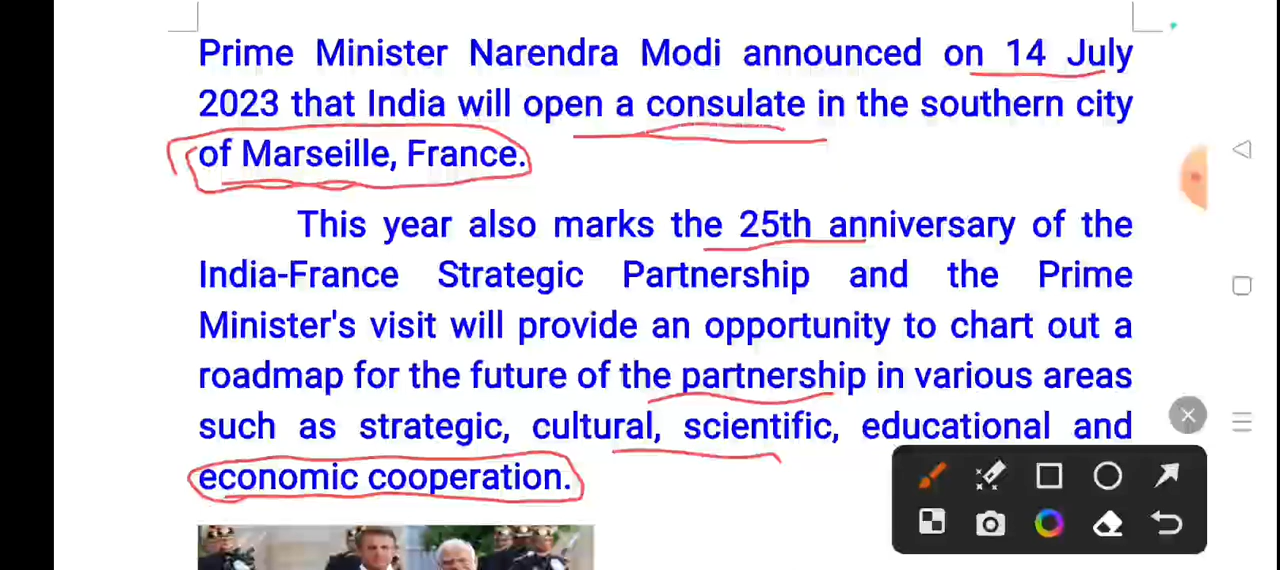 Prime Minister Narendra Modi announced on 14 July
2023 that India will open a consulate in the southern city
of Marseille, France.
This year also marks the 25th anniversary of the
India-France Strategic Partnership and the Prime
Minister's visit will provide an opportunity to chart out a
roadmap for the future of the partnership in various areas
such as strategic, cultural, scientific, educational and
economic cooperation.